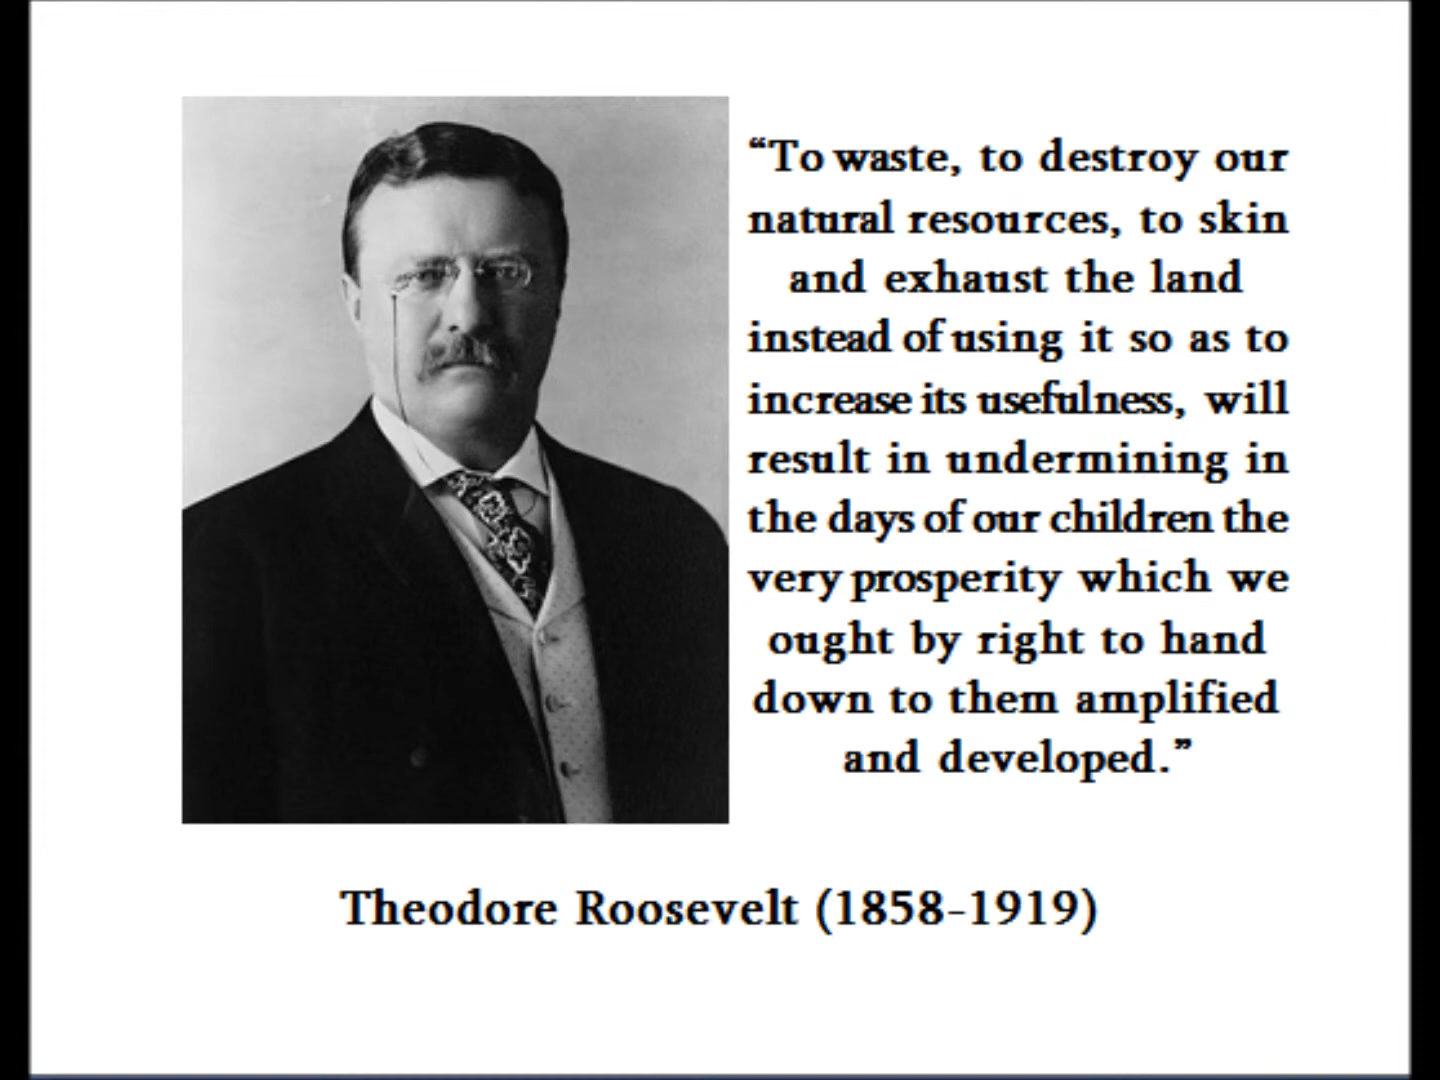 “To waste, to destroy our
natural resources, to skin
and exhaust the land
instead of using it so as to
increase its usefulness, will
result in undermining in
the days of our children the
very prosperity which we
ought by right to hand
down to them amplified
and developed.”
Theodore Roosevelt (1858-1919)